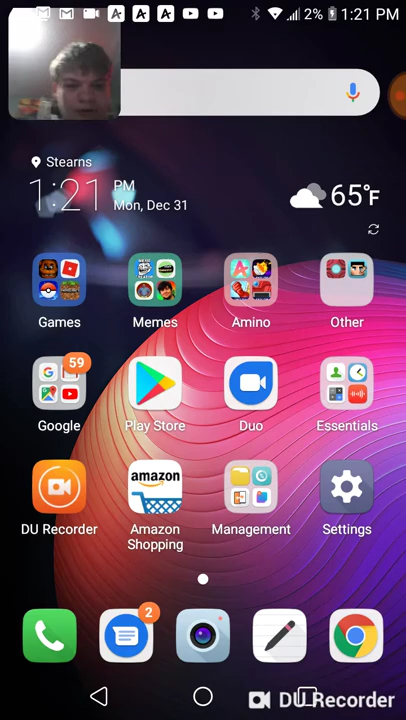 2% 1:21 PM
Stearns
1:21 PM
Mon, Dec 31
65°F
Games
Memes
Amino
Other
59
Google
Play Store
Duo
Essentials
amazon
DU Recorder
Amazon
Shopping
Management
Settings
2
DU Recorder